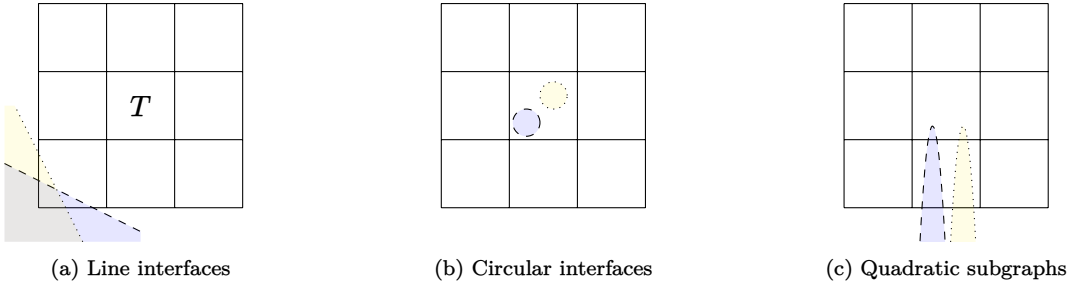 T
(a) Line interfaces
(b) Circular interfaces
(c) Quadratic subgraphs